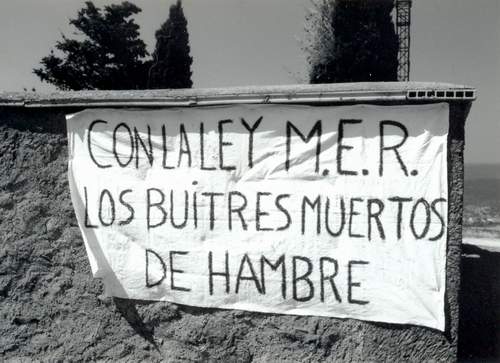 CON LA LEY M.E.R.
LOS BUITRES MUERTOS
DE HAMBRE